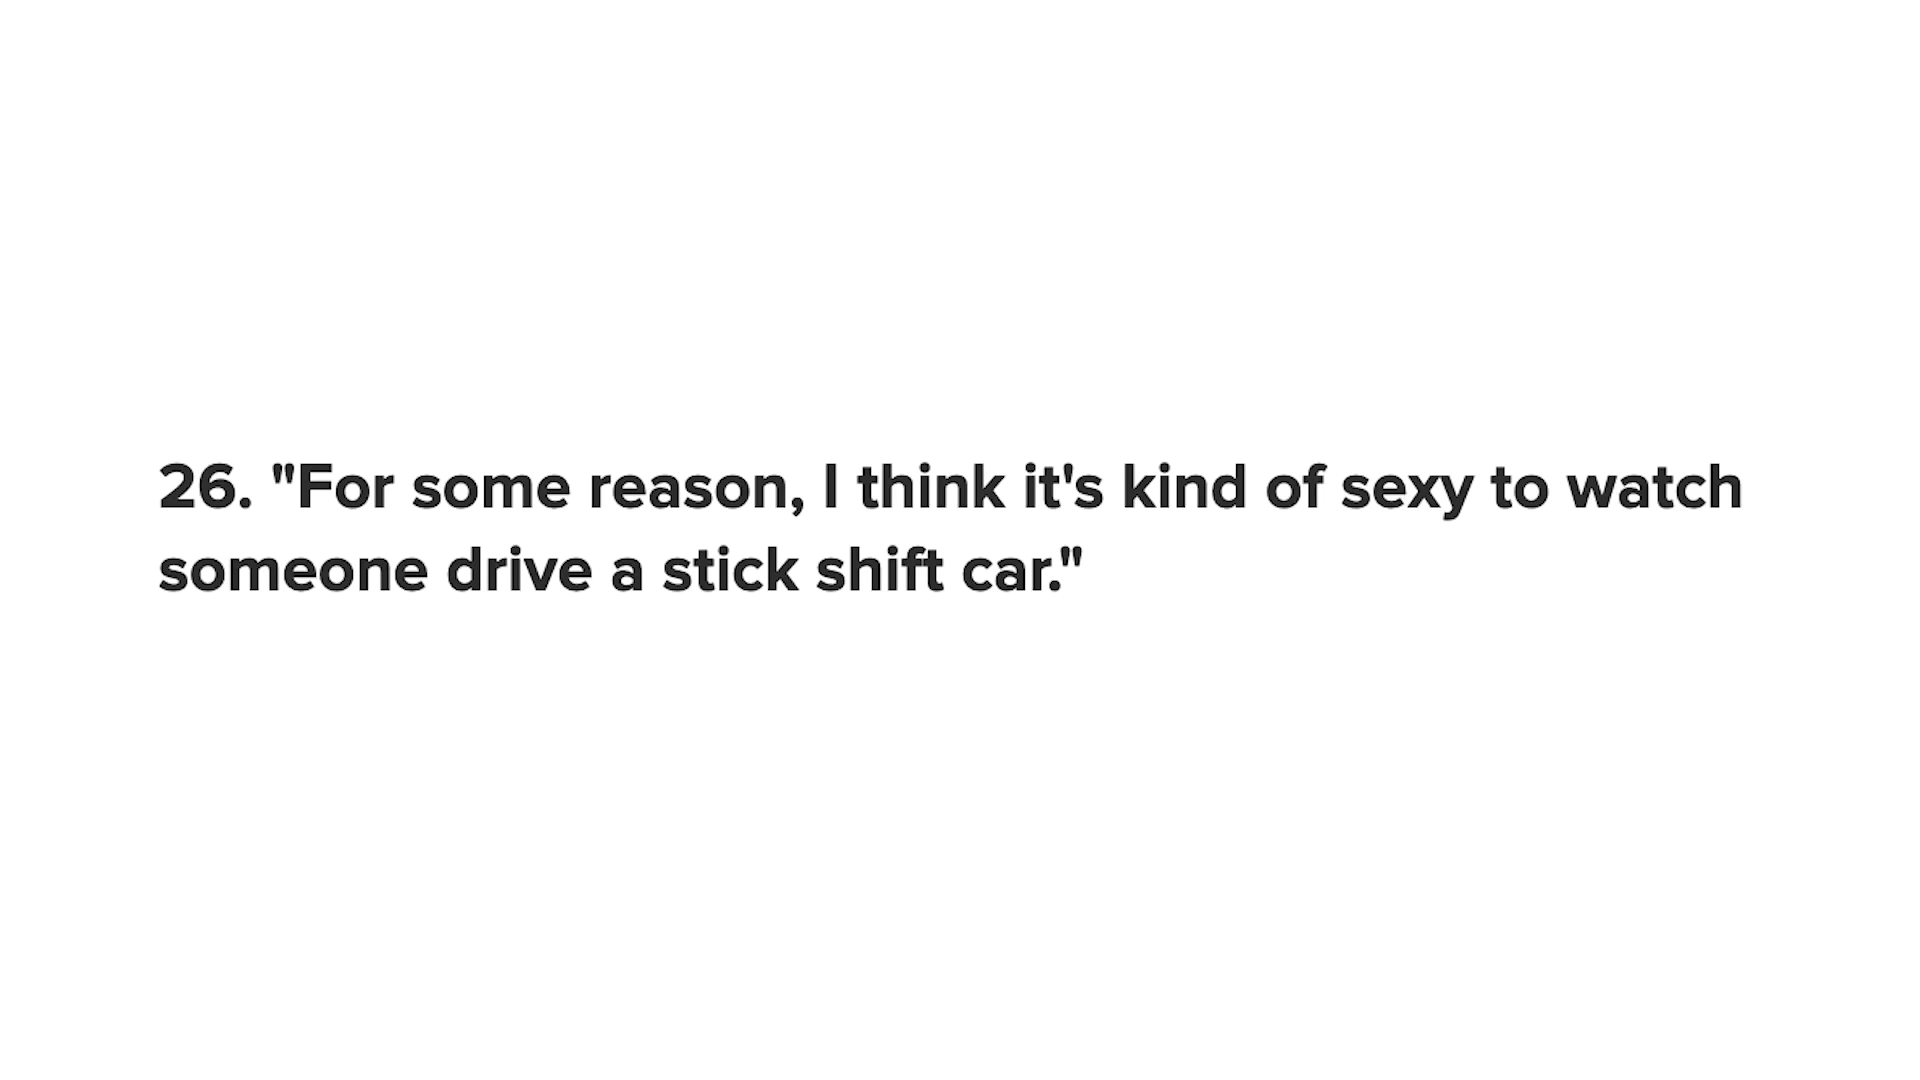 26. "For some reason, I think it's kind of sexy to watch
someone drive a stick shift car."